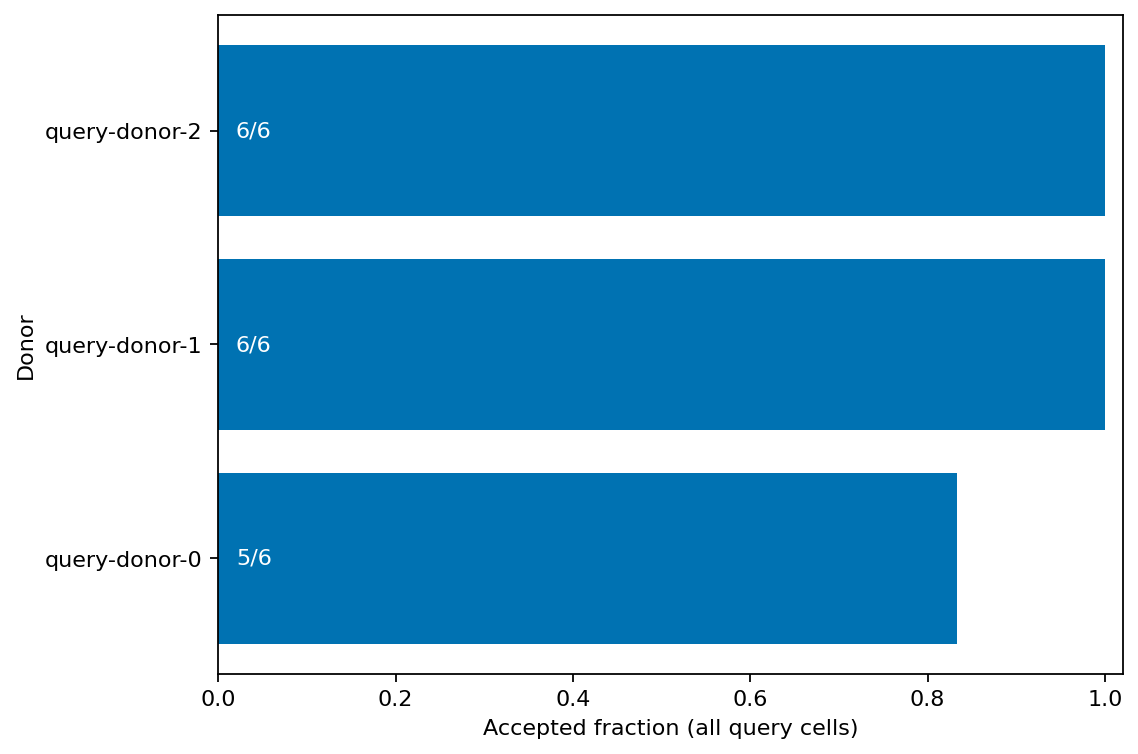 query-donor-2
6/6
query-donor-1
6/6
query-donor-0
5/6
Donor
0.0 0.2 0.4 0.6 0.8 1.0
Accepted fraction (all query cells)